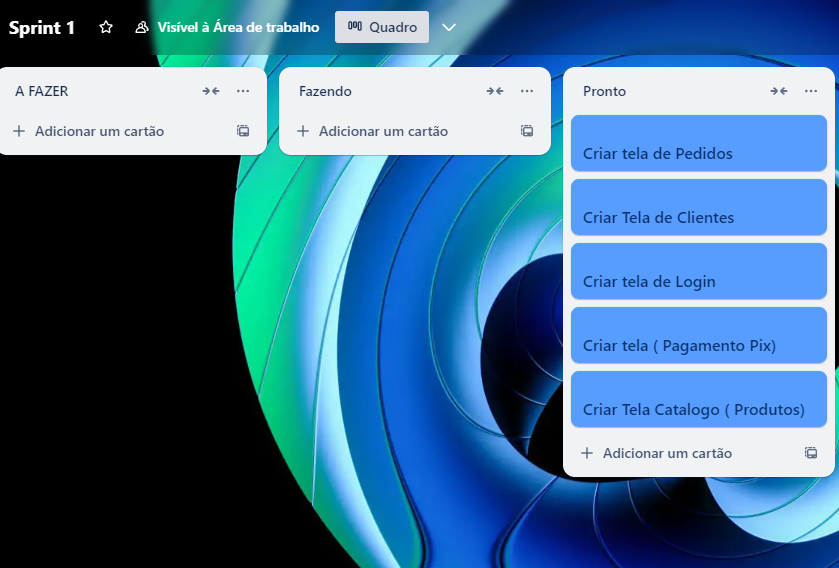 Sprint 1
Visível à Área de trabalho
Quadro
A FAZER
Adicionar um cartão
Fazendo
Adicionar um cartão
Pronto
Criar tela de Pedidos
Criar Tela de Clientes
Criar tela de Login
Criar tela ( Pagamento Pix)
Criar Tela Catalogo ( Produtos)
Adicionar um cartão